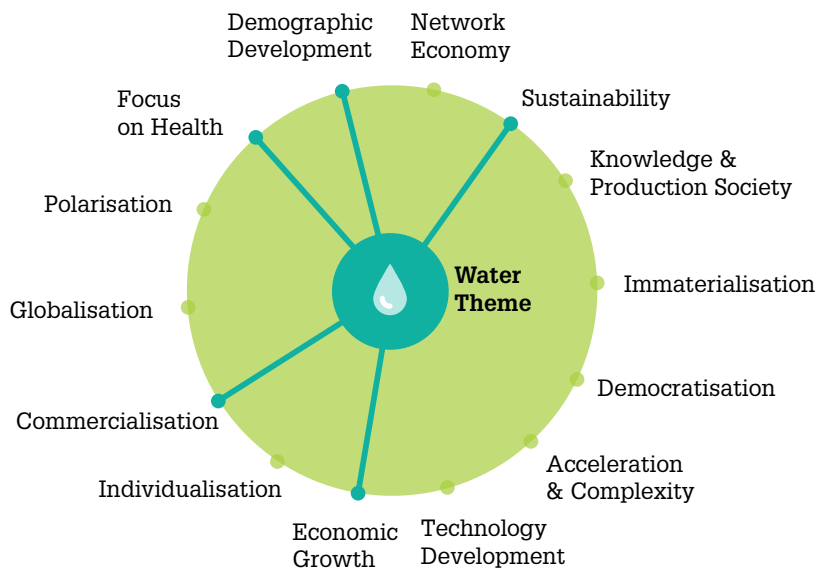 Demographic
Development
Network
Economy
Sustainability
Focus
on Health
Knowledge &
Production Society
Polarisation
Water
Theme
Immaterialisation
Globalisation
Democratisation
Commercialisation
Acceleration
& Complexity
Individualisation
Economic
Growth
Technology
Development